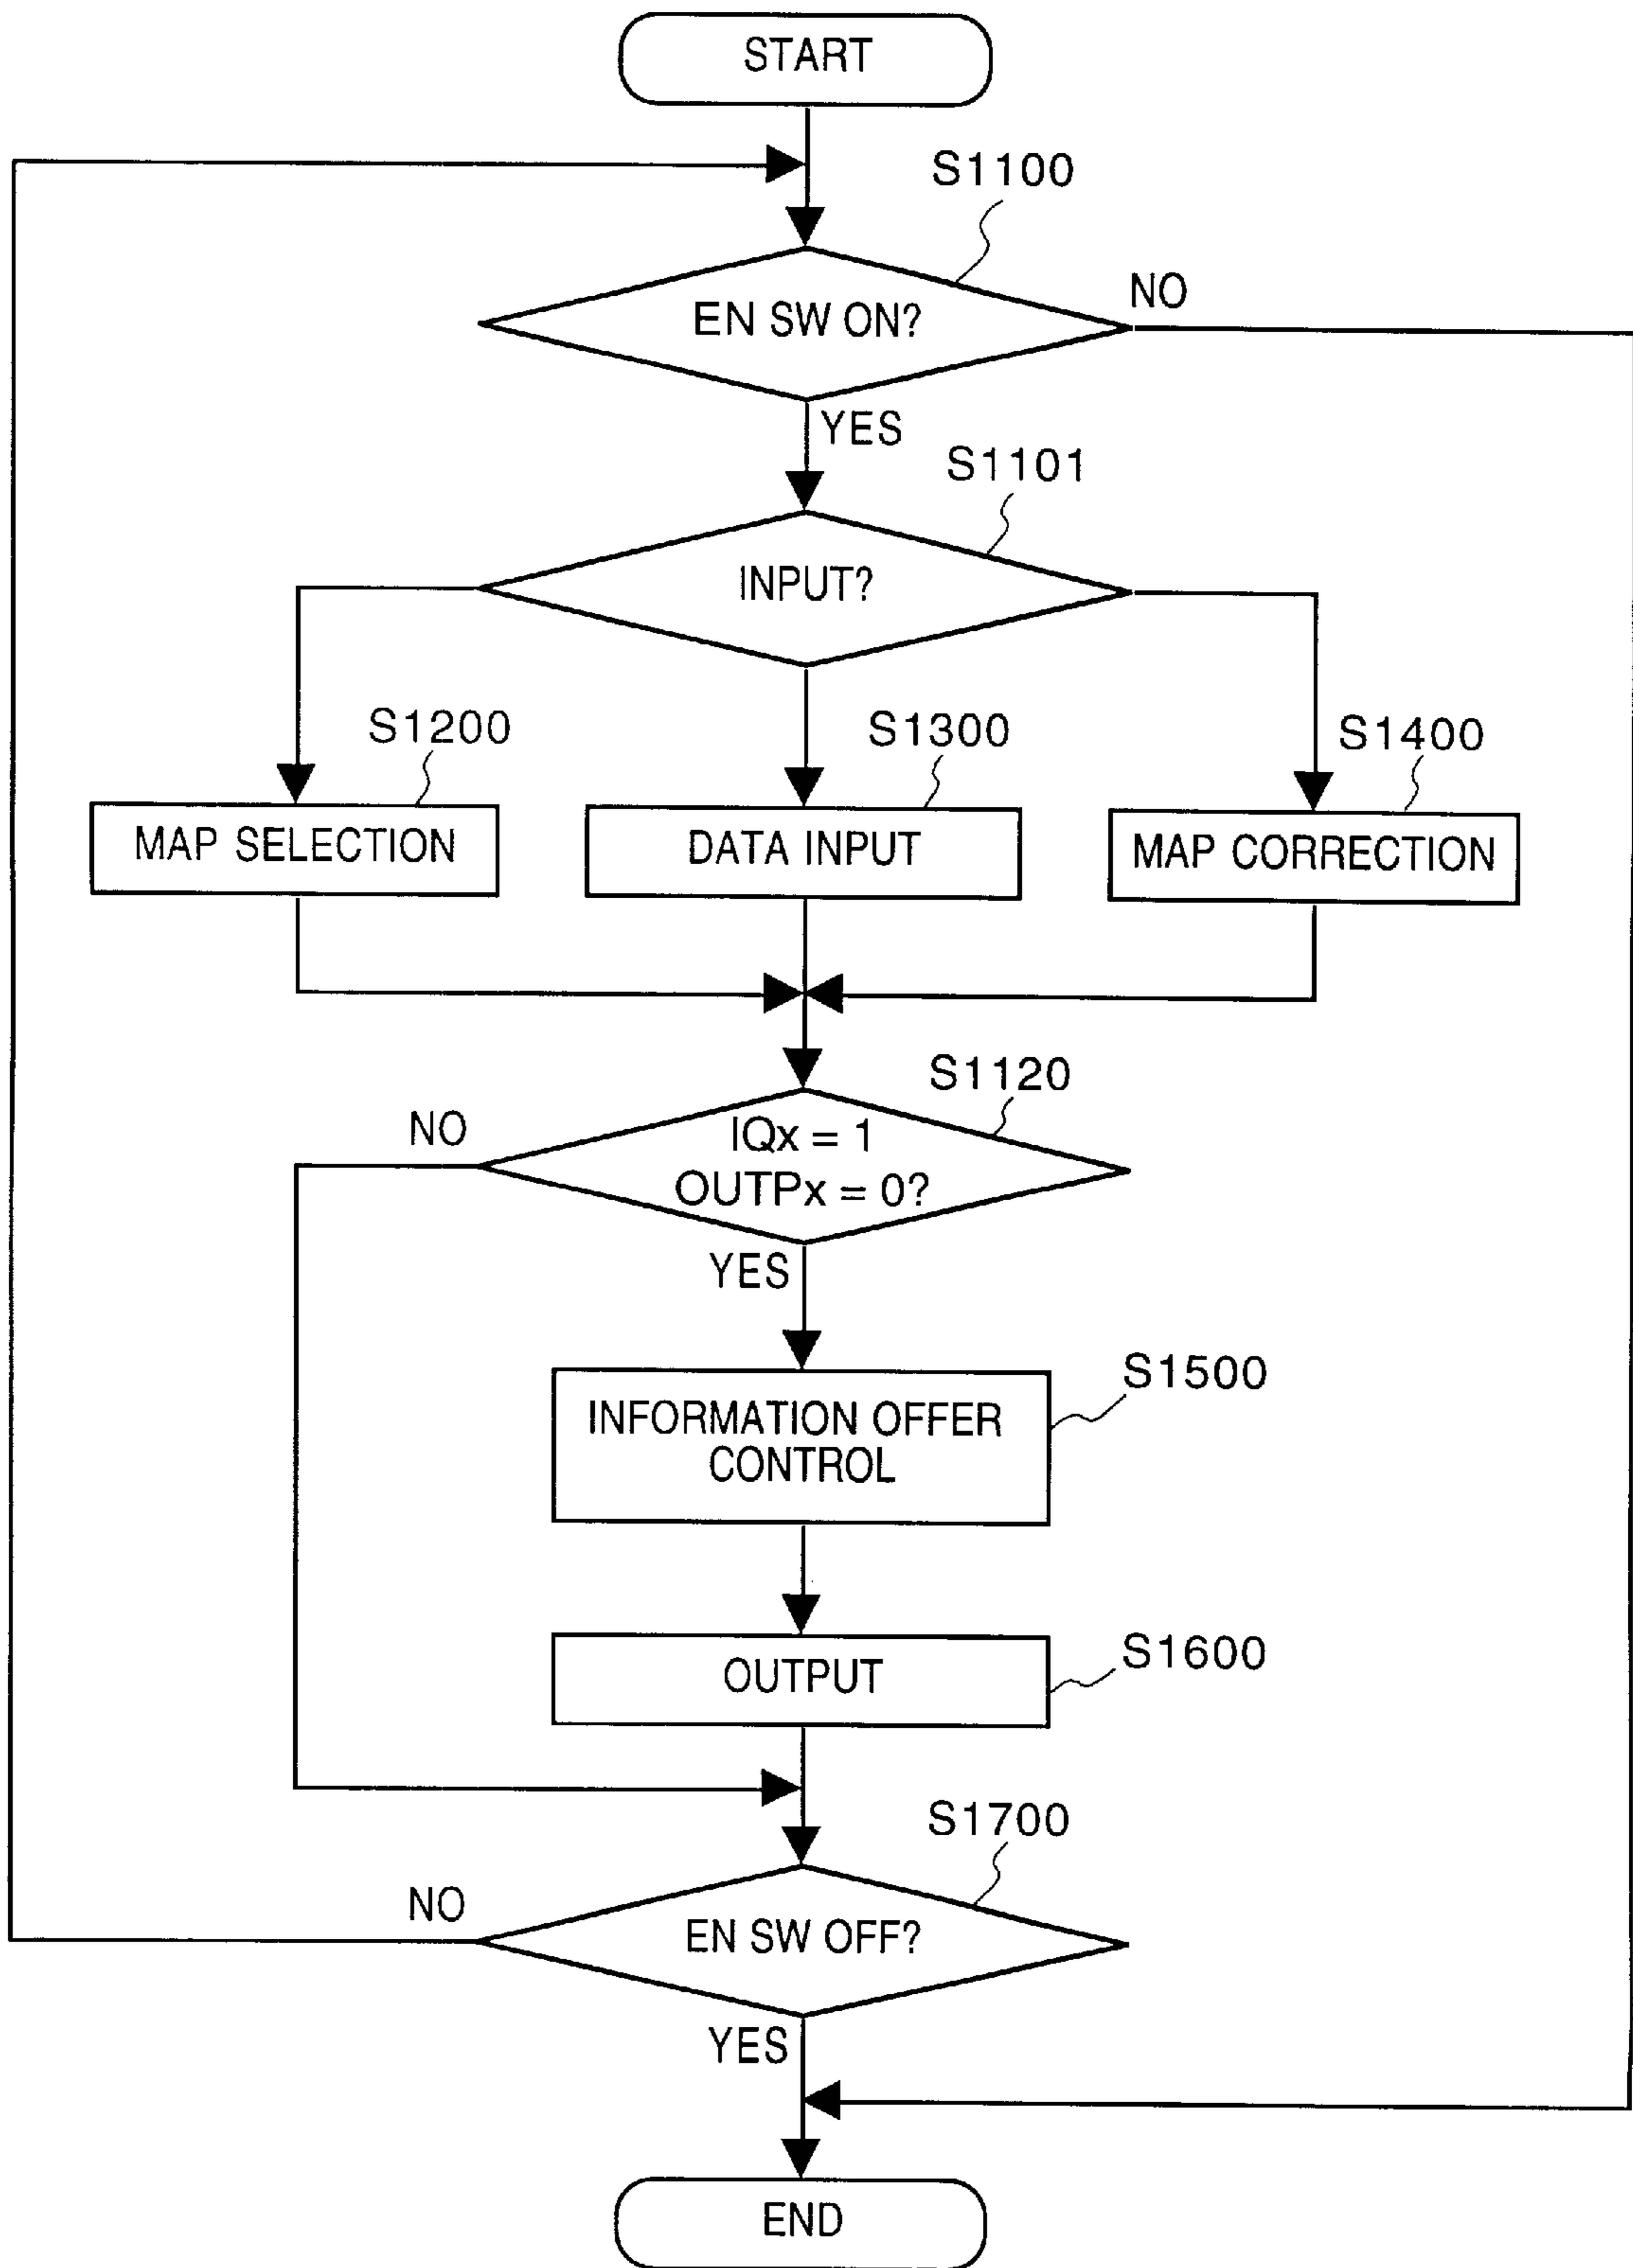 START
S1100
EN SW ON?
NO
YES
S1101
INPUT?
S1200
S1300
S1400
MAP SELECTION
DATA INPUT
MAP CORRECTION
S1120
NO
IQx = 1
OUTPx = 0?
YES
S1500
INFORMATION OFFER
CONTROL
S1600
OUTPUT
S1700
NO
EN SW OFF?
YES
END